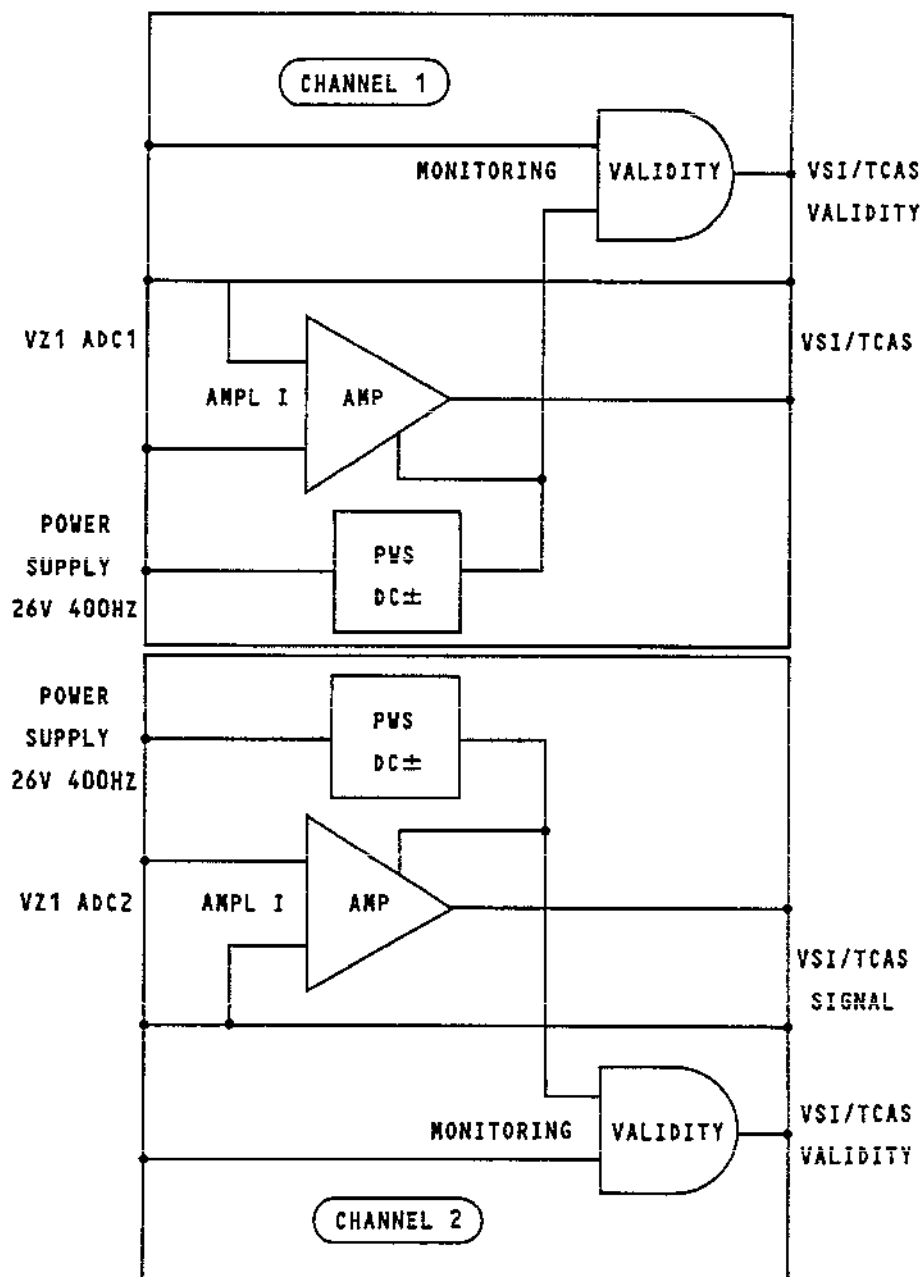 CHANNEL 1
MONITORING
VALIDITY
VSI/TCAS
VALIDITY
VZ1 ADC1
VSI/TCAS
AMPL I
AMP
POWER
SUPPLY
26V 400HZ
PWS
DC±
POWER
SUPPLY
26V 400HZ
PWS
DC±
VZ1 ADC2
AMPL I
AMP
VSI/TCAS
SIGNAL
MONITORING
VALIDITY
VSI/TCAS
VALIDITY
CHANNEL 2